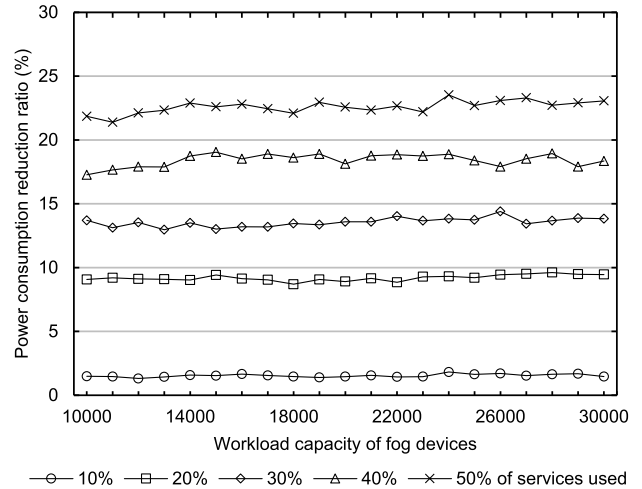 Power consumption reduction ratio (%)
30
25
20
15
10
5
0
10000 14000 18000 22000 26000 30000
Workload capacity of fog devices
10% 20% 30% 40% 50% of services used